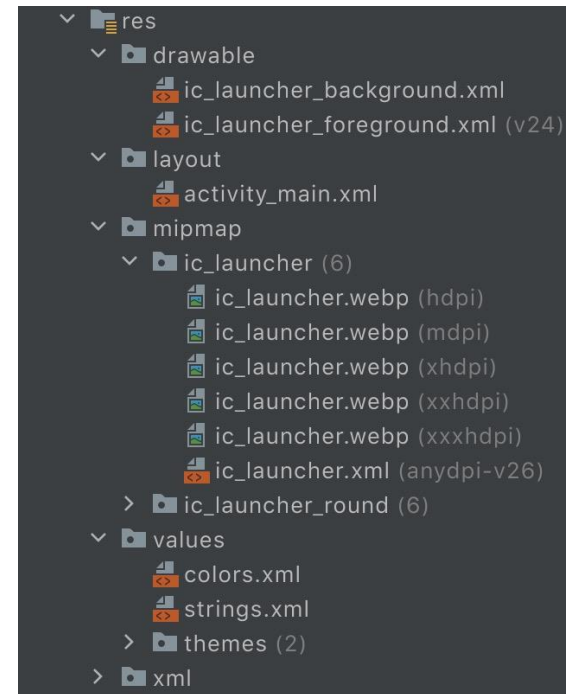 res
drawable
ic_launcher_background.xml
ic_launcher_foreground.xml (v24)
layout
activity_main.xml
mipmap
ic_launcher (6)
ic_launcher.webp (hdpi)
ic_launcher.webp (mdpi)
ic_launcher.webp (xhdpi)
ic_launcher.webp (xxhdpi)
ic_launcher.webp (xxxhdpi)
ic_launcher.xml (anydpi-v26)
ic_launcher_round (6)
values
colors.xml
strings.xml
themes (2)
xml